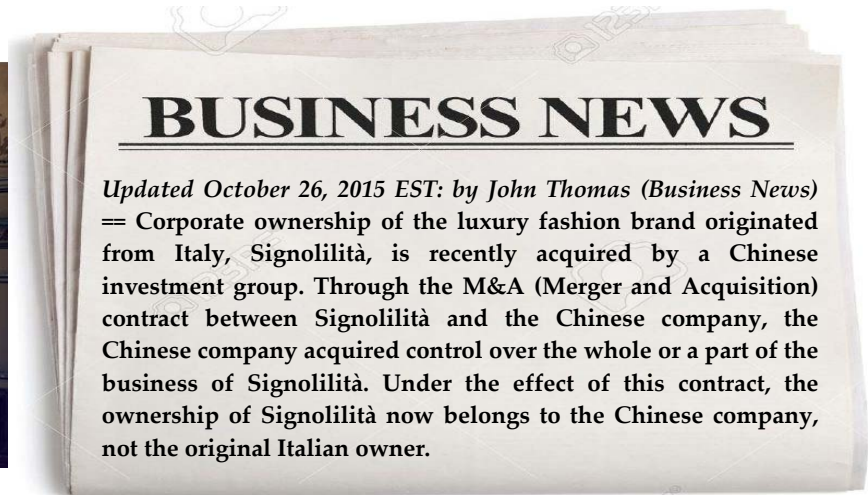 BUSINESS NEWS
Updated October 26, 2015 EST: by John Thomas (Business News)
== Corporate ownership of the luxury fashion brand originated
from Italy, Signolilità, is recently acquired by a Chinese
investment group. Through the M&A (Merger and Acquisition)
contract between Signolilità and the Chinese company, the
Chinese company acquired control over the whole or a part of the
business of Signolilità. Under the effect of this contract, the
ownership of Signolilità now belongs to the Chinese company,
not the original Italian owner.